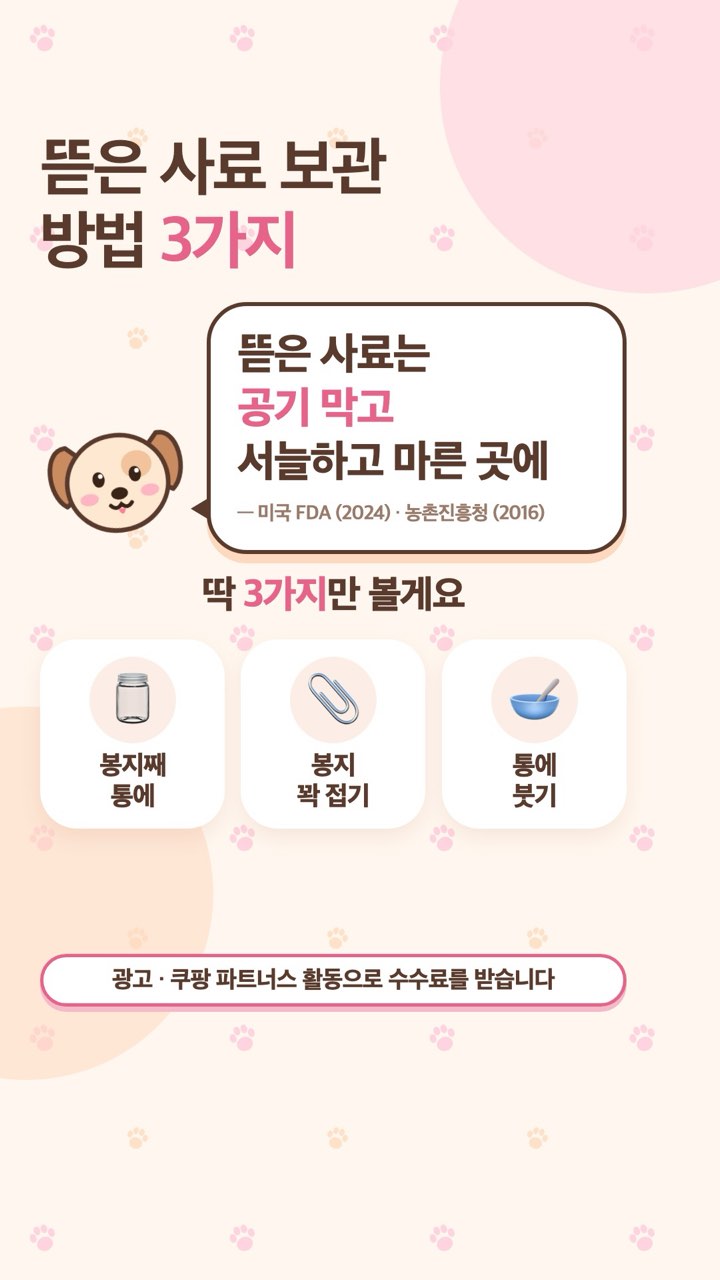 뜯은 사료 보관
방법 3가지
뜯은 사료는
공기 막고
서늘하고 마른 곳에
— 미국 FDA (2024) · 농촌진흥청 (2016)
딱 3가지만 볼게요
봉지째
통에
봉지
꽉 접기
통에
붓기
광고 · 쿠팡 파트너스 활동으로 수수료를 받습니다